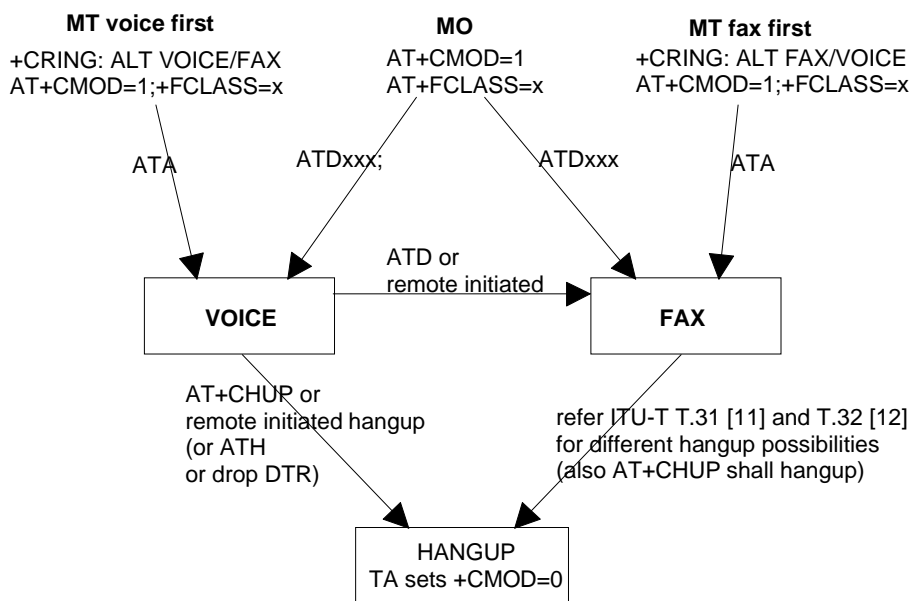 MT voice first
+CRING: ALT VOICE/FAX
AT+CMOD=1;+FCLASS=x
MO
AT+CMOD=1
AT+FCLASS=x
MT fax first
+CRING: ALT FAX/VOICE
AT+CMOD=1;+FCLASS=x
ATA
ATDxxx;
ATDxxx
ATA
ATD or
remote initiated
VOICE
FAX
AT+CHUP or
remote initiated hangup
(or ATH
or drop DTR)
refer ITU-T T.31 [11] and T.32 [12]
for different hangup possibilities
(also AT+CHUP shall hangup)
HANGUP
TA sets +CMOD=0